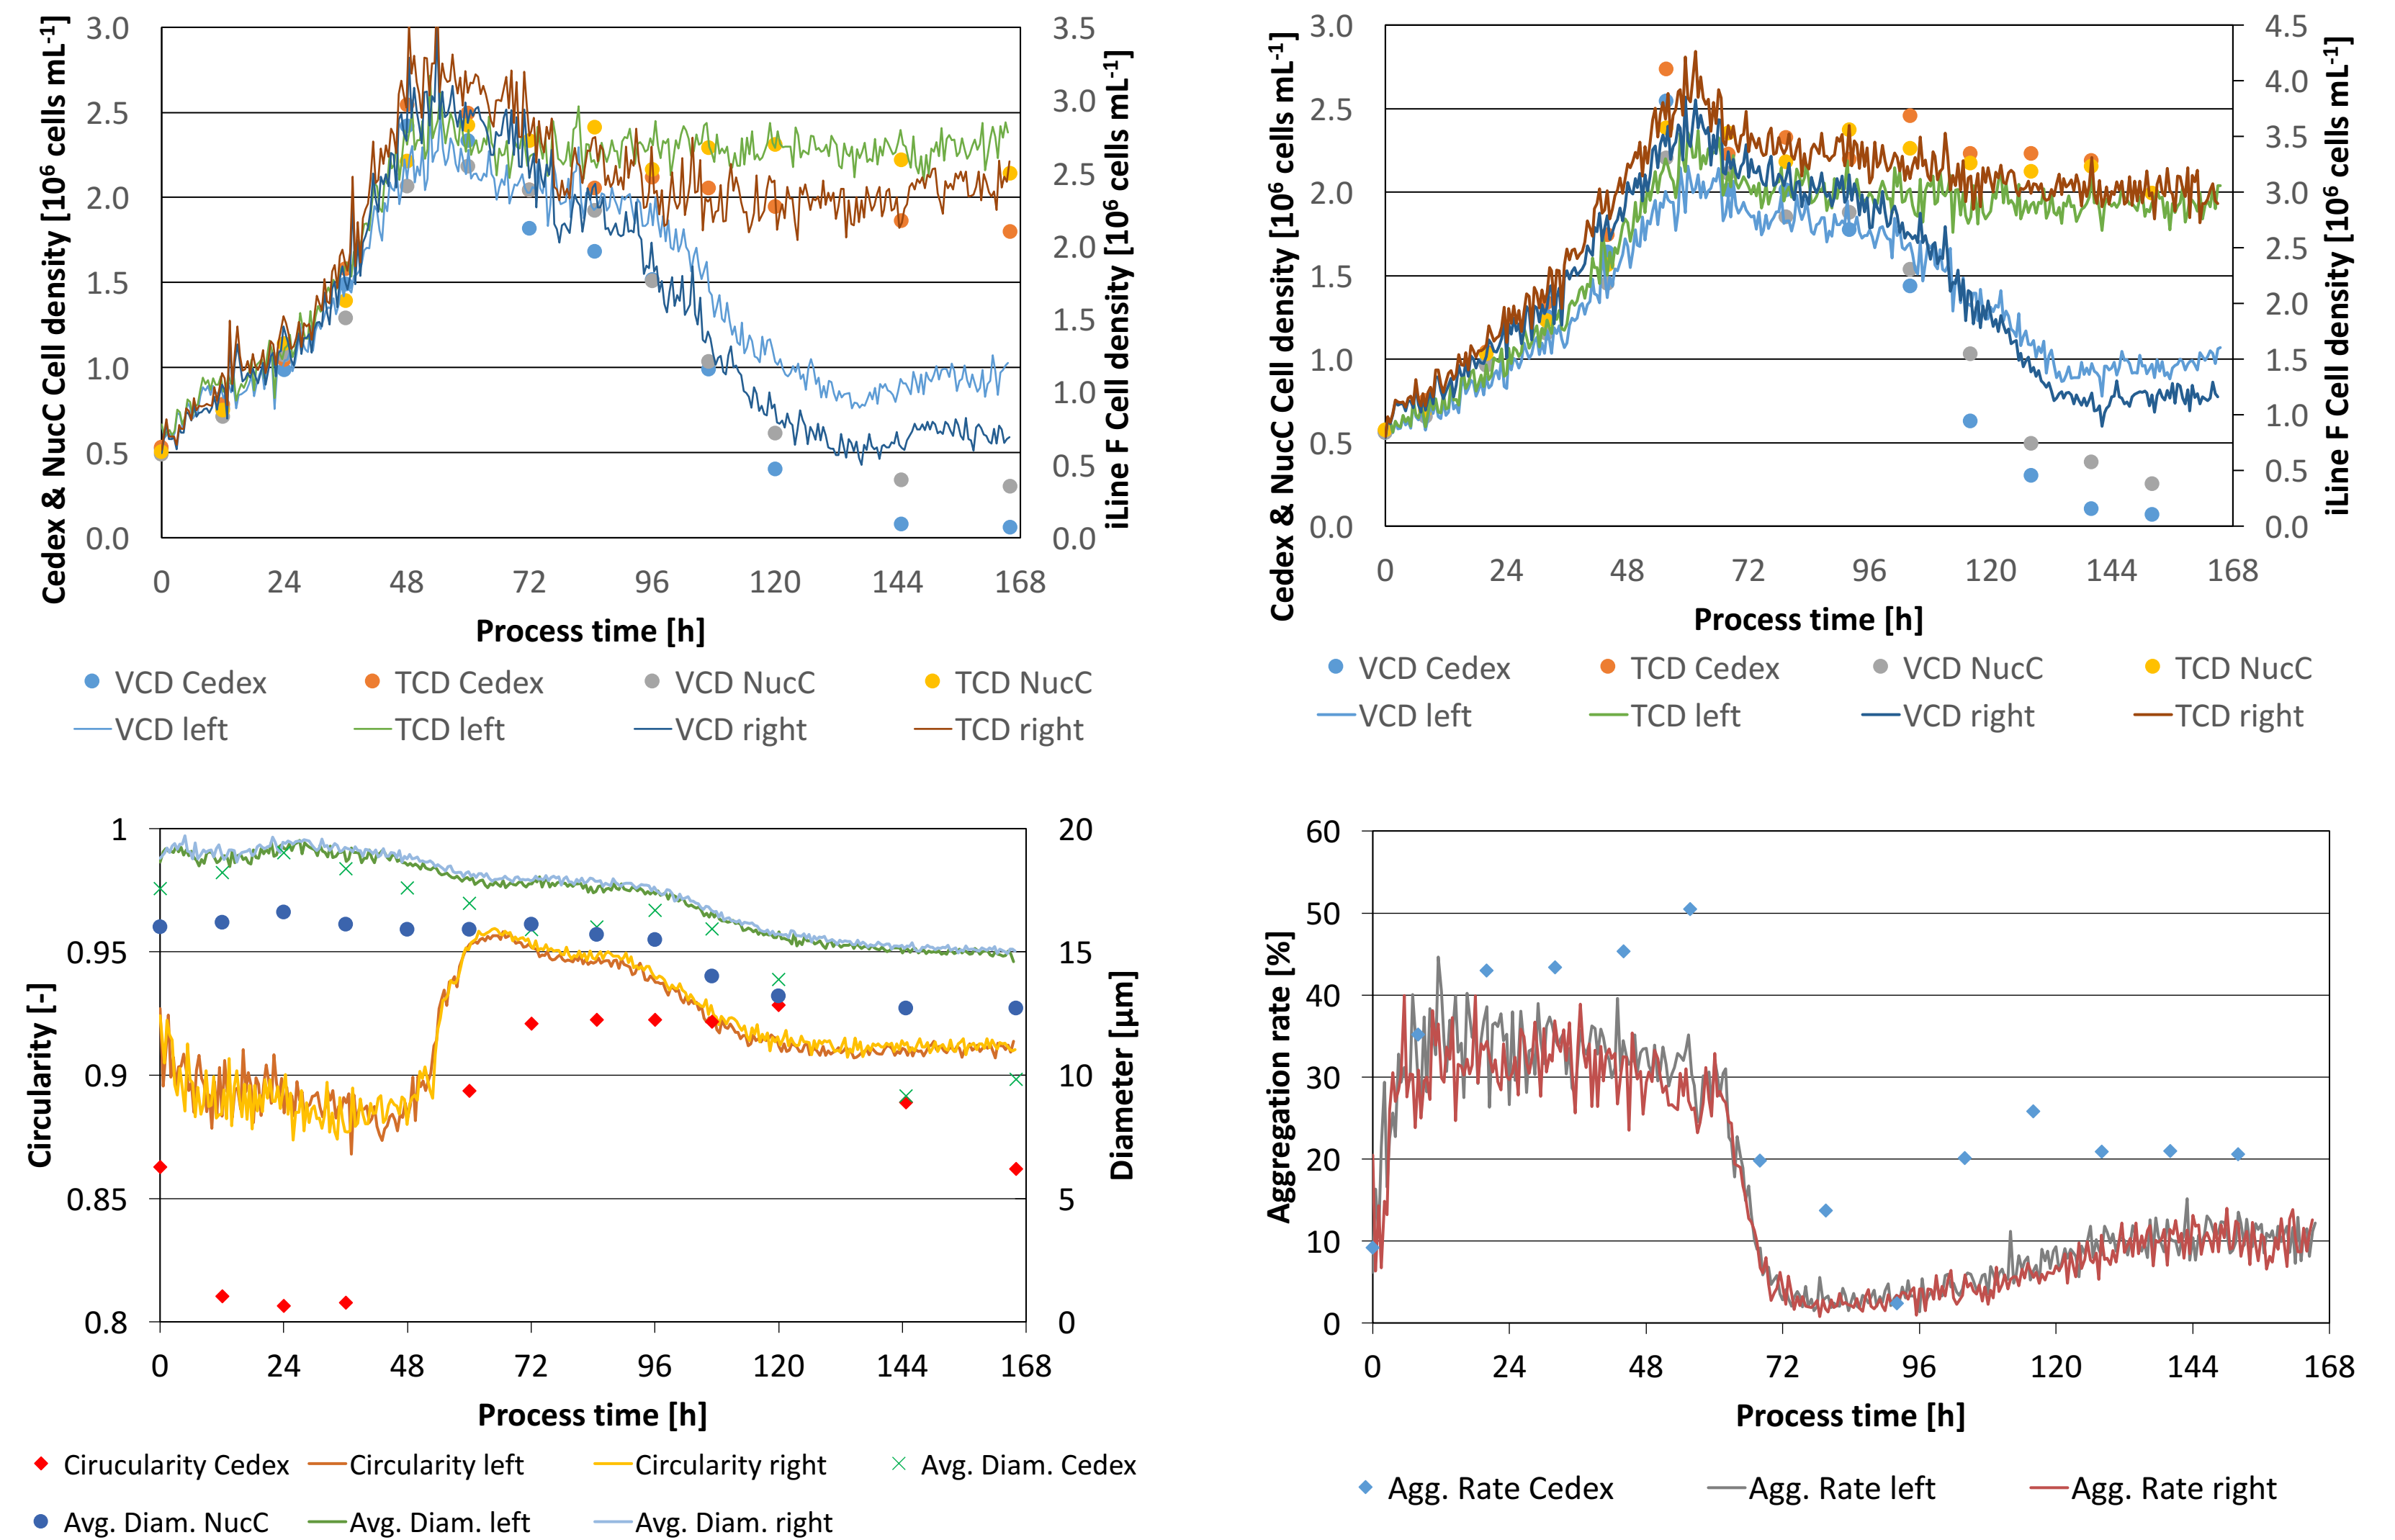 Cedex & NucC Cell density [10⁶ cells mL⁻¹]
3.0
2.5
2.0
1.5
1.0
0.5
0.0
3.5
3.0
2.5
2.0
1.5
1.0
0.5
0.0
iLine F Cell density [10⁶ cells mL⁻¹]
0 24 48 72 96 120 144 168
Process time [h]
VCD Cedex TCD Cedex VCD NucC TCD NucC
VCD left TCD left VCD right TCD right
Cedex & NucC Cell density [10⁶ cells mL⁻¹]
3.0
2.5
2.0
1.5
1.0
0.5
0.0
4.5
4.0
3.5
3.0
2.5
2.0
1.5
1.0
0.5
0.0
iLine F Cell density [10⁶ cells mL⁻¹]
0 24 48 72 96 120 144 168
Process time [h]
VCD Cedex TCD Cedex VCD NucC TCD NucC
VCD left TCD left VCD right TCD right
Circularity [-]
1
0.95
0.9
0.85
0.8
20
15
10
5
0
Diameter [µm]
0 24 48 72 96 120 144 168
Process time [h]
Cirucularity Cedex Circularity left Circularity right Avg. Diam. Cedex
Avg. Diam. NucC Avg. Diam. left Avg. Diam. right
Aggregation rate [%]
60
50
40
30
20
10
0
0 24 48 72 96 120 144 168
Process time [h]
Agg. Rate Cedex Agg. Rate left Agg. Rate right